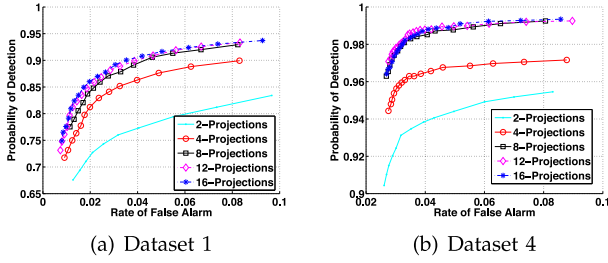 1
0.95
0.9
0.85
0.8
0.75
0.7
0.65
0
0.02
0.04
0.06
0.08
0.1
Probability of Detection
Rate of False Alarm
2-Projections
4-Projections
8-Projections
12-Projections
16-Projections
(a) Dataset 1
1
0.98
0.96
0.94
0.92
0.9
0.02
0.04
0.06
0.08
0.1
Probability of Detection
Rate of False Alarm
2-Projections
4-Projections
8-Projections
12-Projections
16-Projections
(b) Dataset 4